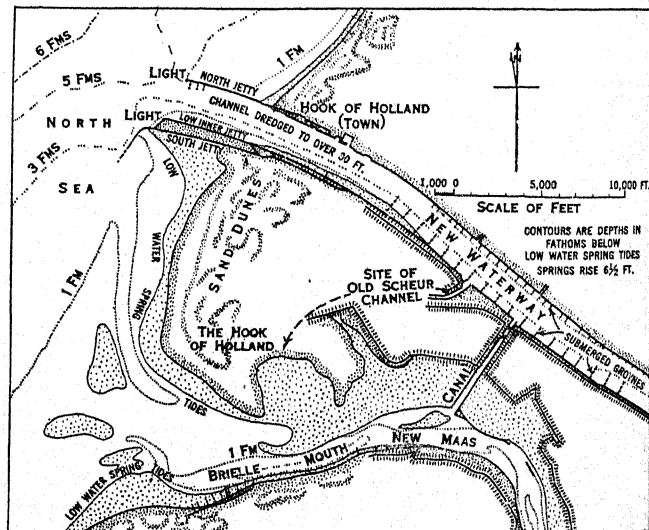 6 FMS
5 FMS
1 FM
LIGHT
NORTH JETTY
N
HOOK OF HOLLAND
(TOWN)
CHANNEL DREDGED TO OVER 30 FT.
NORTH
LIGHT
LOW INNER JETTY
SOUTH JETTY
3 FMS
SEA
LOW
WATER
SPRING
TIDES
1,000 0 5,000 10,000 FT.
SCALE OF FEET
CONTOURS ARE DEPTHS IN
FATHOMS BELOW
LOW WATER SPRING TIDES
SPRINGS RISE 6½ FT.
SAND DUNES
NEW WATERWAY
SITE OF
OLD SCHEUR
CHANNEL
1 FM
THE HOOK
OF HOLLAND
SUBMERGED GROINES
CANAL
1 FM
BRIELLE MOUTH
NEW MAAS
LOW WATER SPRING TIDES